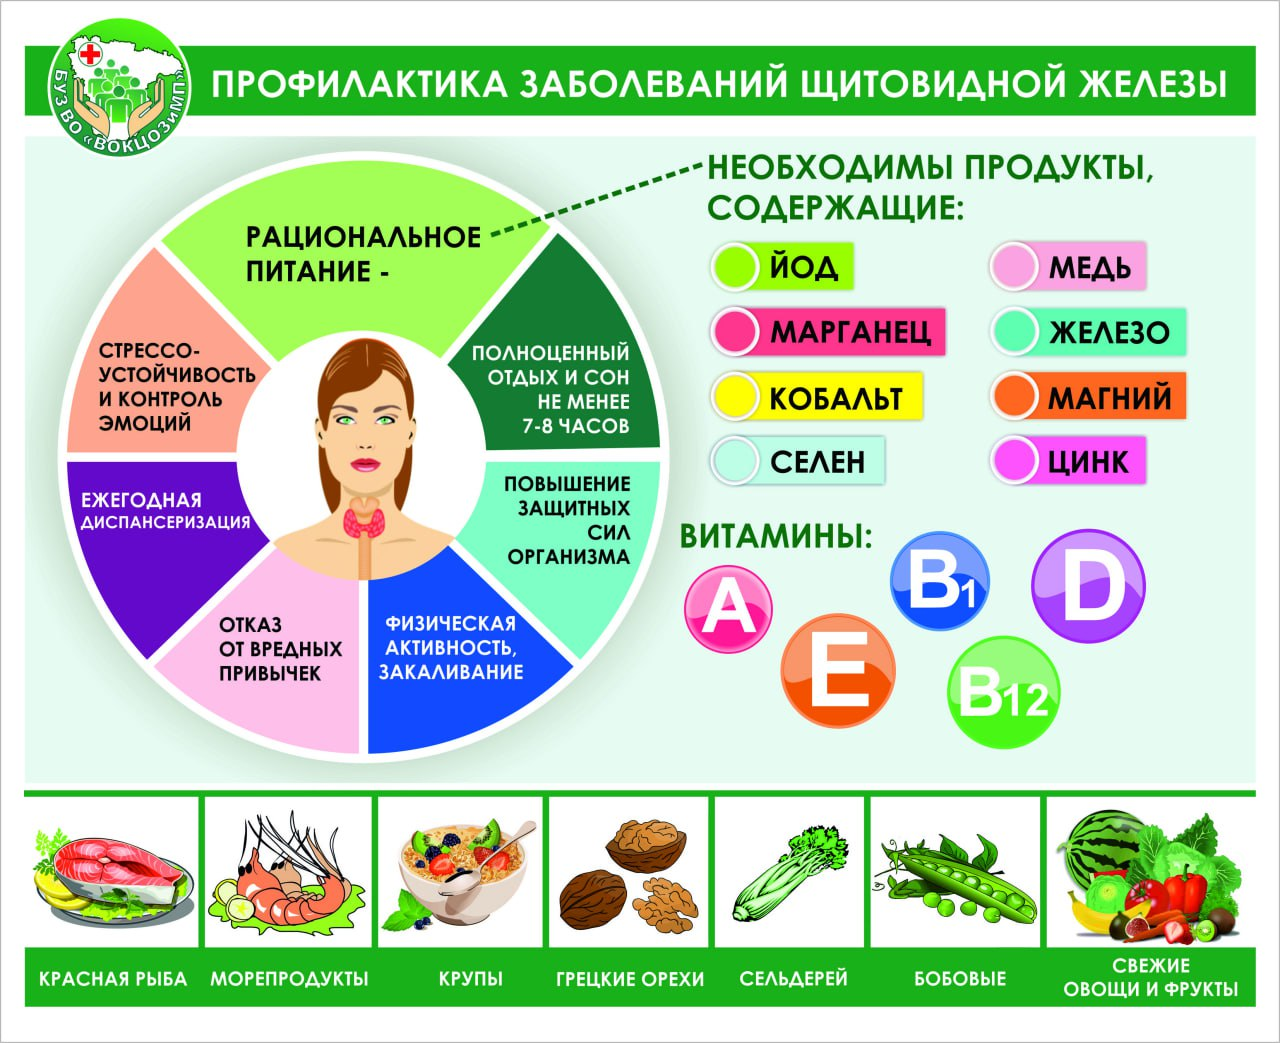 БУЗ ВО «ВОКЦОЗиМП»
ПРОФИЛАКТИКА ЗАБОЛЕВАНИЙ ЩИТОВИДНОЙ ЖЕЛЕЗЫ
РАЦИОНАЛЬНОЕ
ПИТАНИЕ -
НЕОБХОДИМЫ ПРОДУКТЫ,
СОДЕРЖАЩИЕ:
ЙОД
МЕДЬ
МАРГАНЕЦ
ЖЕЛЕЗО
КОБАЛЬТ
МАГНИЙ
СЕЛЕН
ЦИНК
ПОЛНОЦЕННЫЙ
ОТДЫХ И СОН
НЕ МЕНЕЕ
7-8 ЧАСОВ
ПОВЫШЕНИЕ
ЗАЩИТНЫХ
СИЛ
ОРГАНИЗМА
ФИЗИЧЕСКАЯ
АКТИВНОСТЬ,
ЗАКАЛИВАНИЕ
ОТКАЗ
ОТ ВРЕДНЫХ
ПРИВЫЧЕК
ЕЖЕГОДНАЯ
ДИСПАНСЕРИЗАЦИЯ
СТРЕССО-
УСТОЙЧИВОСТЬ
И КОНТРОЛЬ
ЭМОЦИЙ
ВИТАМИНЫ:
A
E
B1
B12
D
КРАСНАЯ РЫБА
МОРЕПРОДУКТЫ
КРУПЫ
ГРЕЦКИЕ ОРЕХИ
СЕЛЬДЕРЕЙ
БОБОВЫЕ
СВЕЖИЕ
ОВОЩИ И ФРУКТЫ